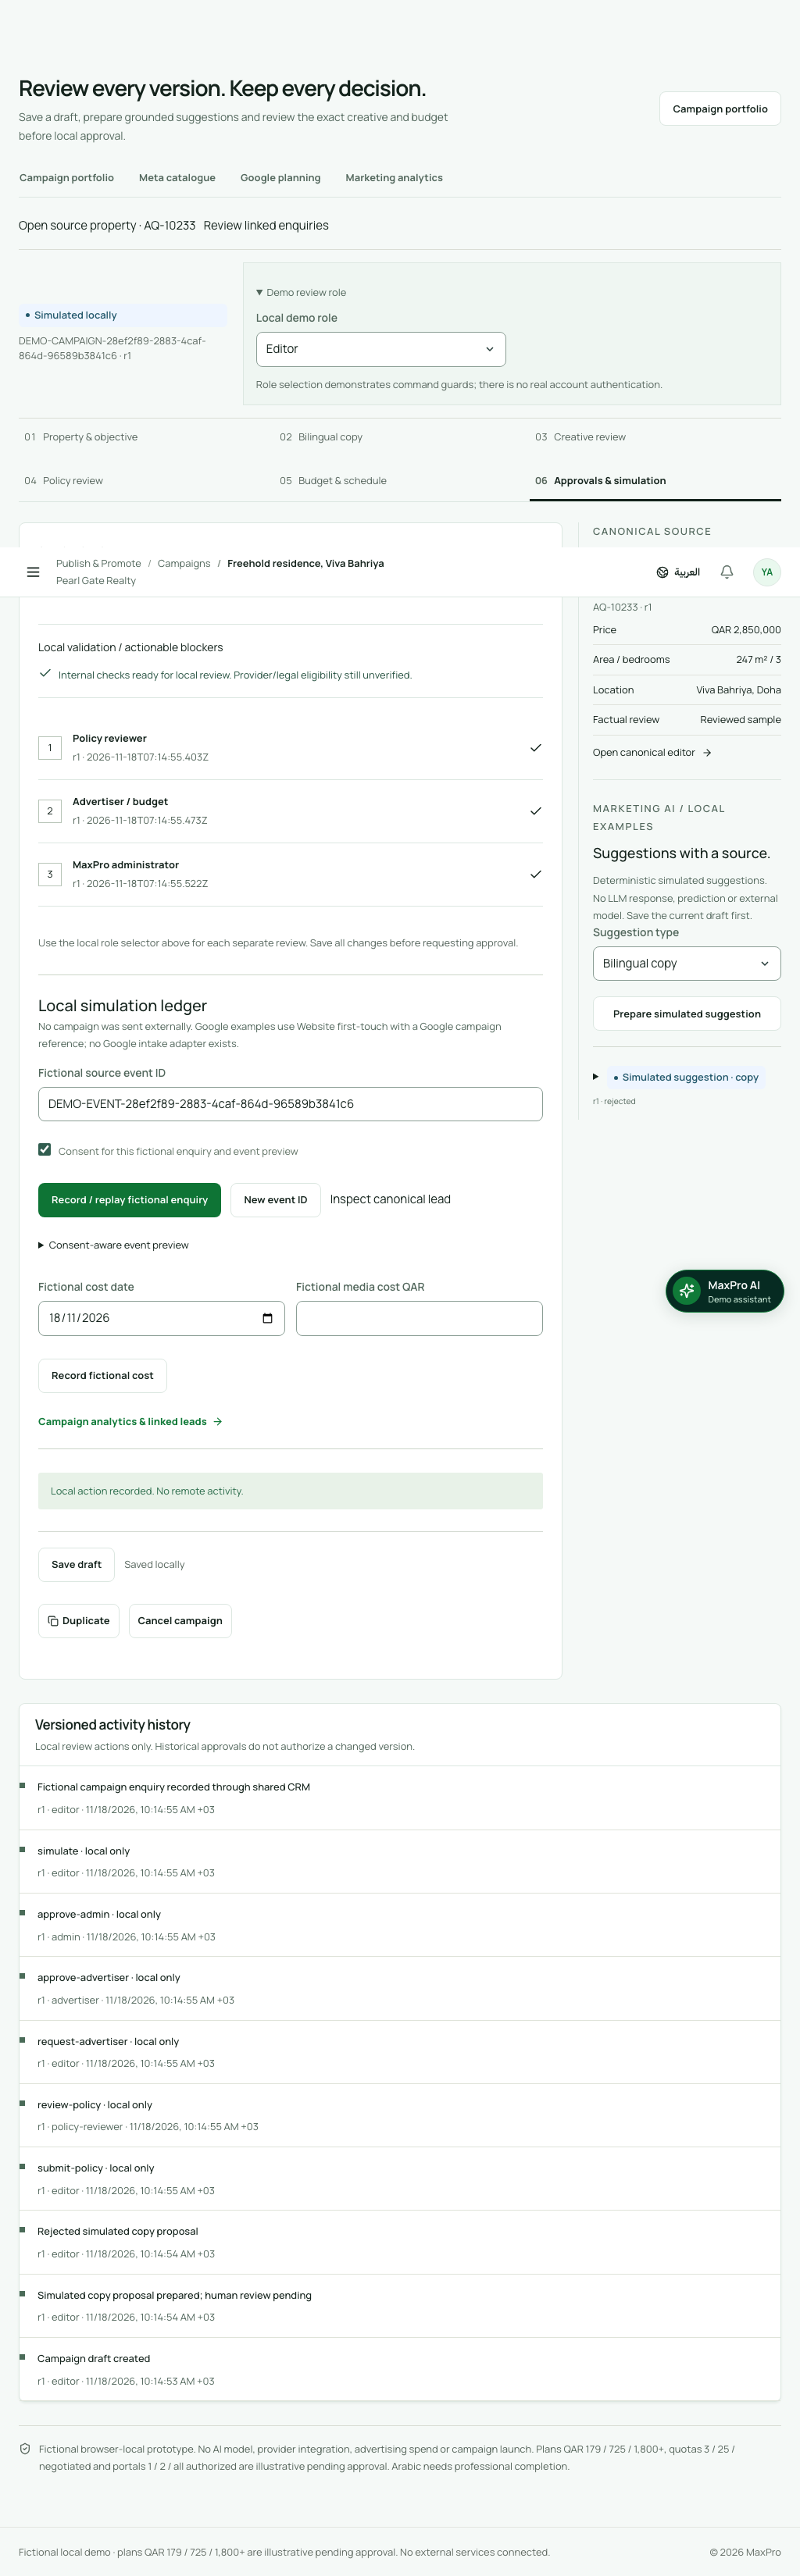 Review every version. Keep every decision.
Save a draft, prepare grounded suggestions and review the exact creative and budget
before local approval.
Campaign portfolio
Campaign portfolio
Meta catalogue
Google planning
Marketing analytics
Open source property · AQ-10233
Review linked enquiries
Simulated locally
DEMO-CAMPAIGN-28ef2f89-2883-4caf-
864d-96589b3841c6 · r1
Demo review role
Local demo role
Editor
Role selection demonstrates command guards; there is no real account authentication.
01 Property & objective
02 Bilingual copy
03 Creative review
04 Policy review
05 Budget & schedule
06 Approvals & simulation
CANONICAL SOURCE
Publish & Promote / Campaigns / Freehold residence, Viva Bahriya
Pearl Gate Realty
العربية
YA
Local validation / actionable blockers
Internal checks ready for local review. Provider/legal eligibility still unverified.
1
Policy reviewer
r1 · 2026-11-18T07:14:55.403Z
2
Advertiser / budget
r1 · 2026-11-18T07:14:55.473Z
3
MaxPro administrator
r1 · 2026-11-18T07:14:55.522Z
Use the local role selector above for each separate review. Save all changes before requesting approval.
Local simulation ledger
No campaign was sent externally. Google examples use Website first-touch with a Google campaign
reference; no Google intake adapter exists.
Fictional source event ID
DEMO-EVENT-28ef2f89-2883-4caf-864d-96589b3841c6
Consent for this fictional enquiry and event preview
Record / replay fictional enquiry
New event ID
Inspect canonical lead
Consent-aware event preview
Fictional cost date
Fictional media cost QAR
18/11/2026
Record fictional cost
Campaign analytics & linked leads
Local action recorded. No remote activity.
Save draft
Saved locally
Duplicate
Cancel campaign
AQ-10233 · r1
Price
QAR 2,850,000
Area / bedrooms
247 m² / 3
Location
Viva Bahriya, Doha
Factual review
Reviewed sample
Open canonical editor
MARKETING AI / LOCAL
EXAMPLES
Suggestions with a source.
Deterministic simulated suggestions.
No LLM response, prediction or external
model. Save the current draft first.
Suggestion type
Bilingual copy
Prepare simulated suggestion
Simulated suggestion · copy
r1 · rejected
MaxPro AI
Demo assistant
Versioned activity history
Local review actions only. Historical approvals do not authorize a changed version.
Fictional campaign enquiry recorded through shared CRM
r1 · editor · 11/18/2026, 10:14:55 AM +03
simulate · local only
r1 · editor · 11/18/2026, 10:14:55 AM +03
approve-admin · local only
r1 · admin · 11/18/2026, 10:14:55 AM +03
approve-advertiser · local only
r1 · advertiser · 11/18/2026, 10:14:55 AM +03
request-advertiser · local only
r1 · editor · 11/18/2026, 10:14:55 AM +03
review-policy · local only
r1 · policy-reviewer · 11/18/2026, 10:14:55 AM +03
submit-policy · local only
r1 · editor · 11/18/2026, 10:14:55 AM +03
Rejected simulated copy proposal
r1 · editor · 11/18/2026, 10:14:54 AM +03
Simulated copy proposal prepared; human review pending
r1 · editor · 11/18/2026, 10:14:54 AM +03
Campaign draft created
r1 · editor · 11/18/2026, 10:14:53 AM +03
Fictional browser-local prototype. No AI model, provider integration, advertising spend or campaign launch. Plans QAR 179 / 725 / 1,800+, quotas 3 / 25 /
negotiated and portals 1 / 2 / all authorized are illustrative pending approval. Arabic needs professional completion.
Fictional local demo · plans QAR 179 / 725 / 1,800+ are illustrative pending approval. No external services connected.
© 2026 MaxPro